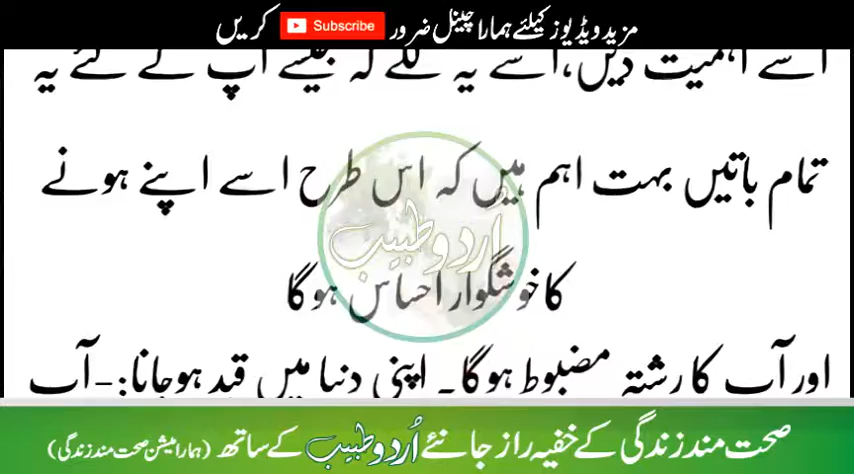 مزید ویڈیوز کیلئے ہمارا چینل ضرور Subscribe کریں
اسے اہمیت دیں، اسے یہ لگے کہ جیسے آپ کے لئے یہ
تمام باتیں بہت اہم ہیں کہ اس طرح اسے اپنے ہونے
کا خوشگوار احساس ہوگا
اُردو طبیب
اور آپ کا رشتہ مضبوط ہوگا۔ اپنی دنیا میں قید ہوجانا:-آپ
صحت مند زندگی کے خفیہ راز جانئے اُردو طبیب کے ساتھ (ہمارا مشن صحت مند زندگی)